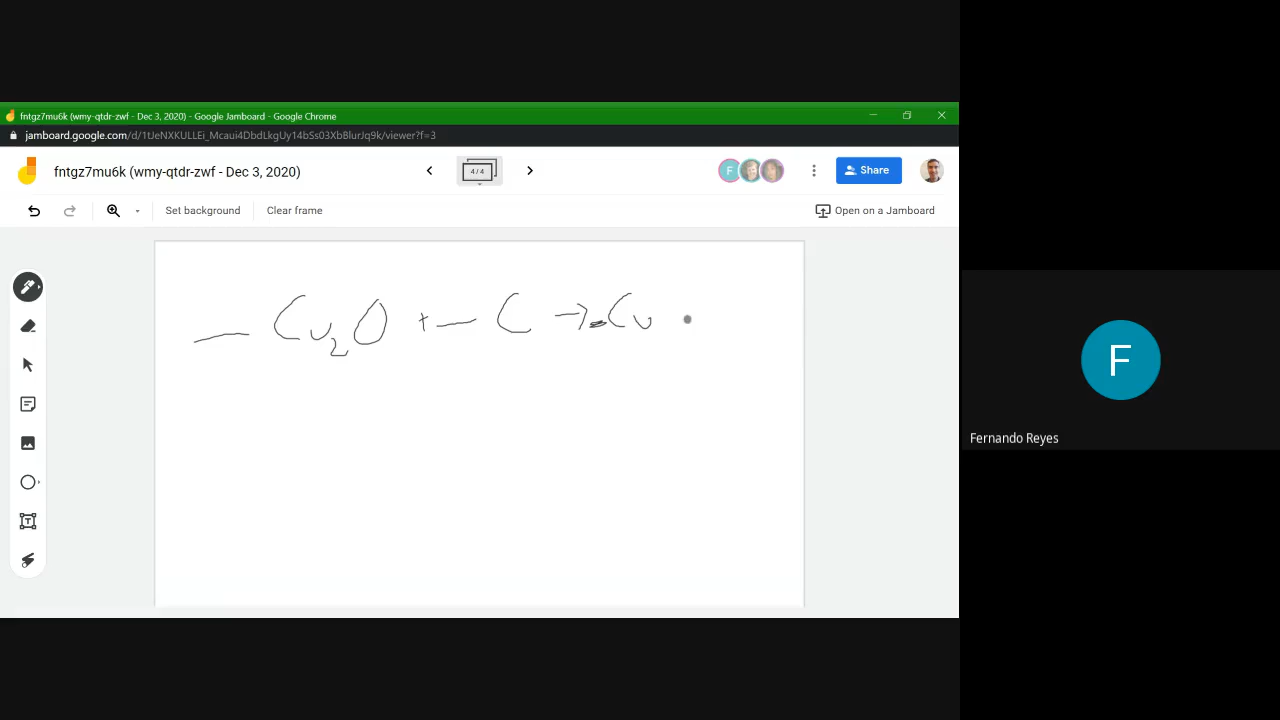 fntgz7mu6k (wmy-qtdr-zwf - Dec 3, 2020) - Google Jamboard - Google Chrome
jamboard.google.com/d/1tJeNXKULLEi_Mcaui4DbdLkgUy14bSs03XbBlurJq9k/viewer?f=3
fntgz7mu6k (wmy-qtdr-zwf - Dec 3, 2020)
4/4
F
Share
Set background
Clear frame
Open on a Jamboard
__ Cu₂O + __ C → _ Cu
T
F
Fernando Reyes